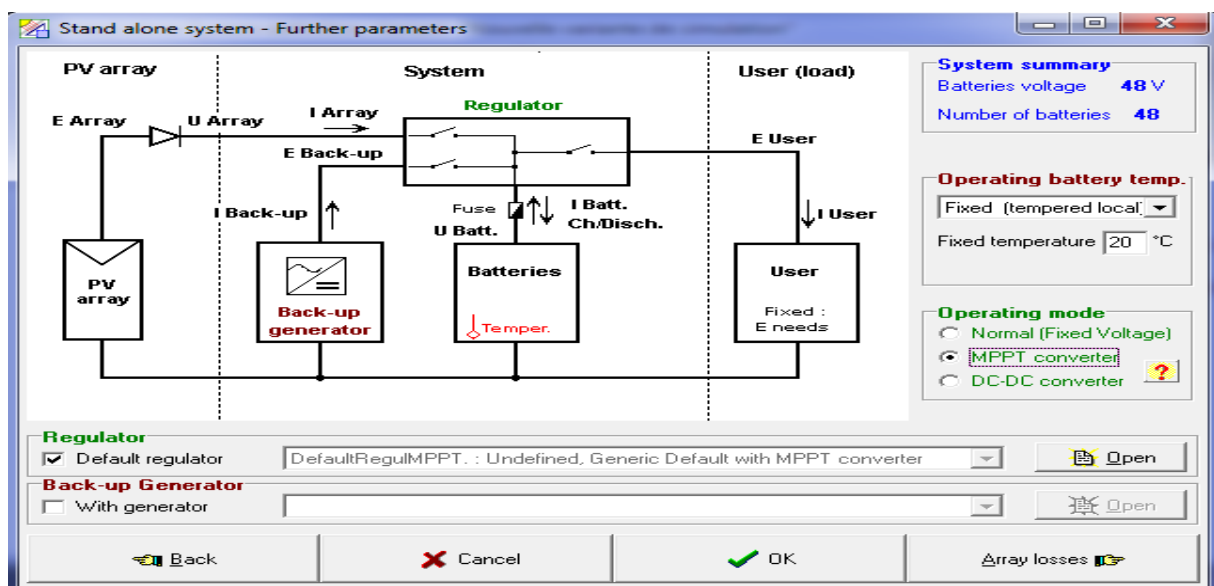 Stand alone system - Further parameters
PV array
System
User (load)
E Array
U Array
I Array
Regulator
E Back-up
E User
I Back-up
Fuse
U Batt.
I Batt.
Ch/Disch.
I User
PV
array
Back-up
generator
Batteries
Temper.
User
Fixed :
E needs
System summary
Batteries voltage 48 V
Number of batteries 48
Operating battery temp.
Fixed (tempered local)
Fixed temperature 20 °C
Operating mode
Normal (Fixed Voltage)
MPPT converter
DC-DC converter
?
Regulator
Default regulator
DefaultRegulMPPT. : Undefined, Generic Default with MPPT converter
Open
Back-up Generator
With generator
Open
Back
Cancel
OK
Array losses